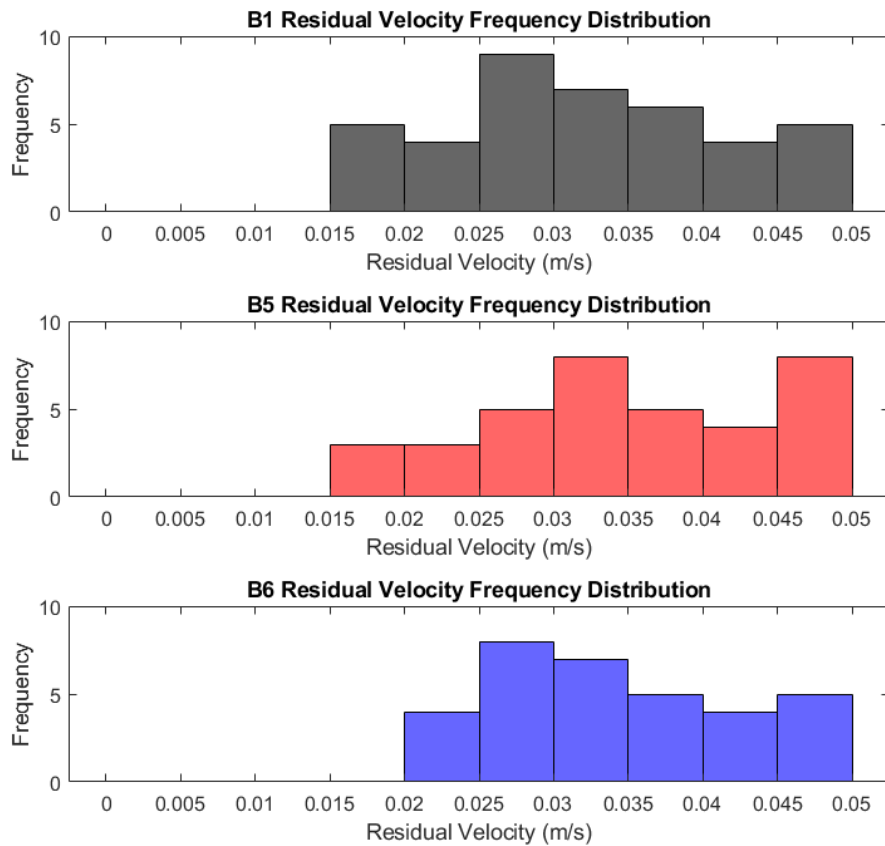 B1 Residual Velocity Frequency Distribution
10
5
0
Frequency
0 0.005 0.01 0.015 0.02 0.025 0.03 0.035 0.04 0.045 0.05
Residual Velocity (m/s)
B5 Residual Velocity Frequency Distribution
10
5
0
Frequency
0 0.005 0.01 0.015 0.02 0.025 0.03 0.035 0.04 0.045 0.05
Residual Velocity (m/s)
B6 Residual Velocity Frequency Distribution
10
5
0
Frequency
0 0.005 0.01 0.015 0.02 0.025 0.03 0.035 0.04 0.045 0.05
Residual Velocity (m/s)